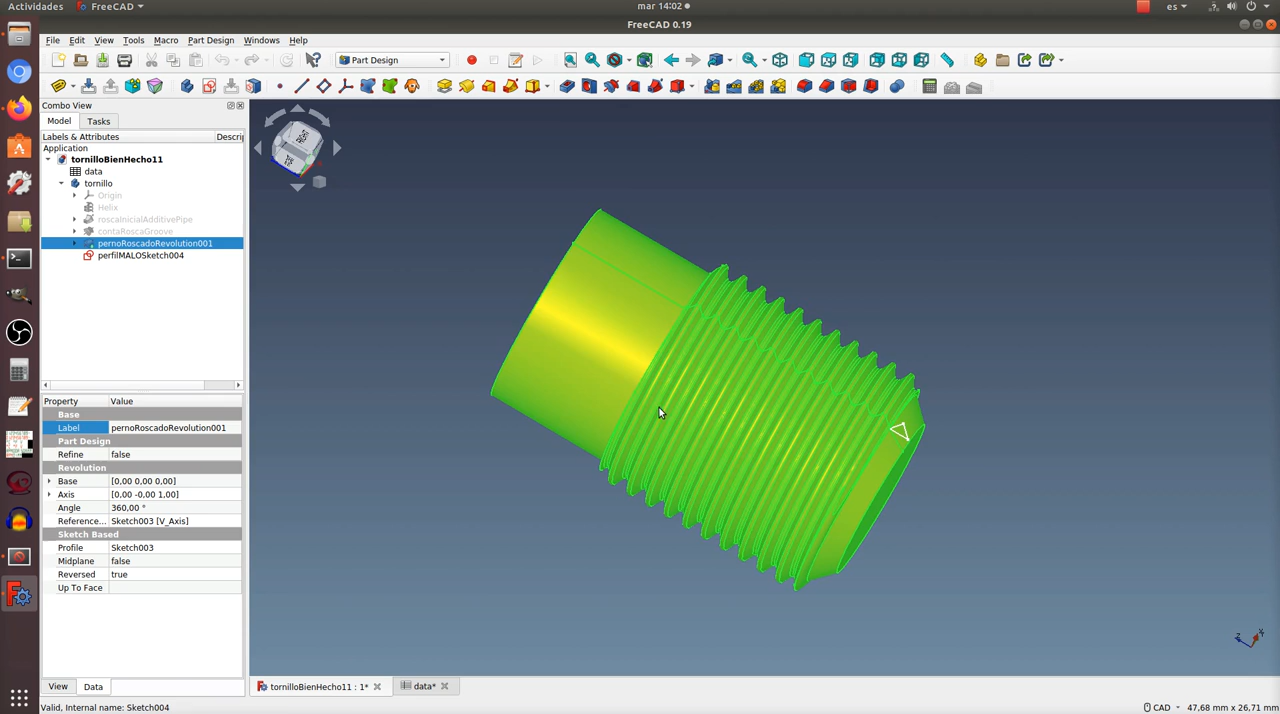 Actividades FreeCAD mar 14:02 es
FreeCAD 0.19
File Edit View Tools Macro Part Design Windows Help
Part Design
Combo View
Model Tasks
Labels & Attributes Descrip
Application
tornilloBienHecho11
data
tornillo
Origin
Helix
roscaInicialAdditivePipe
contaRoscaGroove
pernoRoscadoRevolution001
perfilMALOSketch004
Property Value
Base
Label pernoRoscadoRevolution001
Part Design
Refine false
Revolution
Base [0,00 0,00 0,00]
Axis [0,00 -0,00 1,00]
Angle 360,00 °
Reference... Sketch003 [V_Axis]
Sketch Based
Profile Sketch003
Midplane false
Reversed true
Up To Face
View Data
tornilloBienHecho11 : 1* data*
Valid, Internal name: Sketch004 CAD 47,68 mm x 26,71 mm